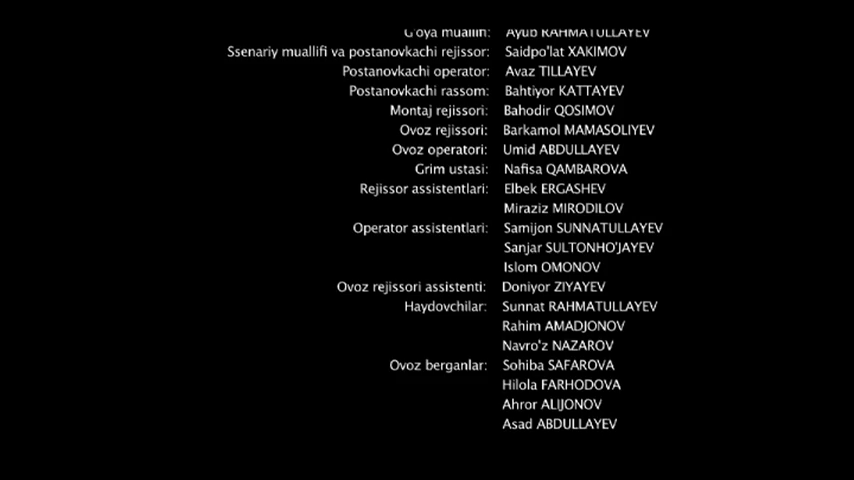 G'oya muallifi: Ayub RAHMATULLAYEV
Ssenariy muallifi va postanovkachi rejissor: Saidpo'lat XAKIMOV
Postanovkachi operator: Avaz TILLAYEV
Postanovkachi rassom: Bahtiyor KATTAYEV
Montaj rejissori: Bahodir QOSIMOV
Ovoz rejissori: Barkamol MAMASOLIYEV
Ovoz operatori: Umid ABDULLAYEV
Grim ustasi: Nafisa QAMBAROVA
Rejissor assistentlari: Elbek ERGASHEV
Miraziz MIRODILOV
Operator assistentlari: Samijon SUNNATULLAYEV
Sanjar SULTONHO'JAYEV
Islom OMONOV
Ovoz rejissori assistenti: Doniyor ZIYAYEV
Haydovchilar: Sunnat RAHMATULLAYEV
Rahim AMADJONOV
Navro'z NAZAROV
Ovoz berganlar: Sohiba SAFAROVA
Hilola FARHODOVA
Ahror ALIJONOV
Asad ABDULLAYEV